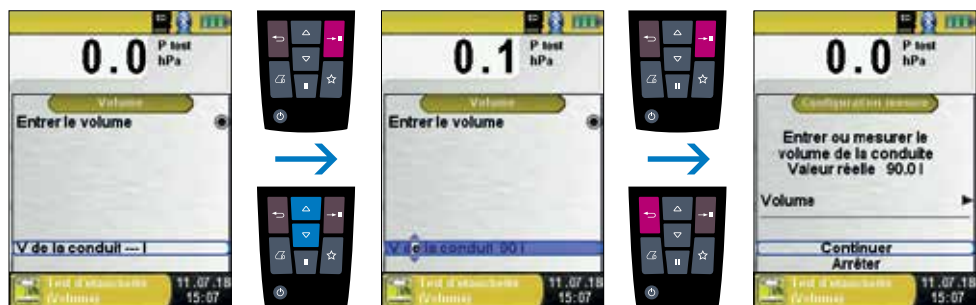 0.0 P test
hPa
Volume
Entrer le volume
V de la conduit --- l
Test d'étanchéité
(Volume)
11.07.18
15:07
0.1 P test
hPa
Volume
Entrer le volume
V de la conduit 90 l
Test d'étanchéité
(Volume)
11.07.18
15:07
0.0 P test
hPa
Configuration mesure
Entrer ou mesurer le
volume de la conduite
Valeur réelle 90.0 l
Volume
Continuer
Arrêter
Test d'étanchéité
(Volume)
11.07.18
15:07